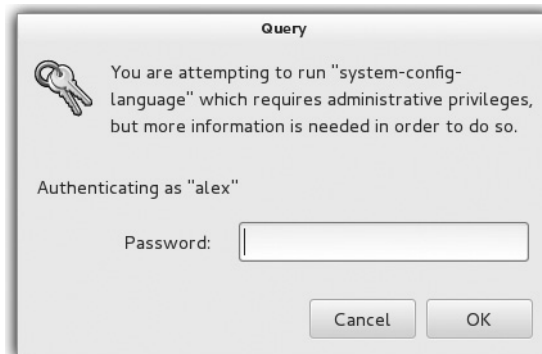 Query
You are attempting to run "system-config-
language" which requires administrative privileges,
but more information is needed in order to do so.
Authenticating as "alex"
Password:
Cancel OK